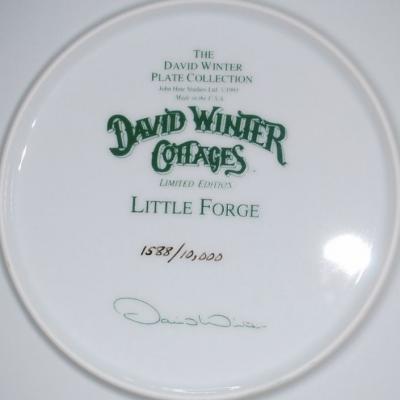 THE
DAVID WINTER
PLATE COLLECTION
John Hine Studios Ltd. ©1991
Made in the U.S.A.
DAVID WINTER
COTTAGES
LIMITED EDITION
LITTLE FORGE
1588/10,000
David Winter